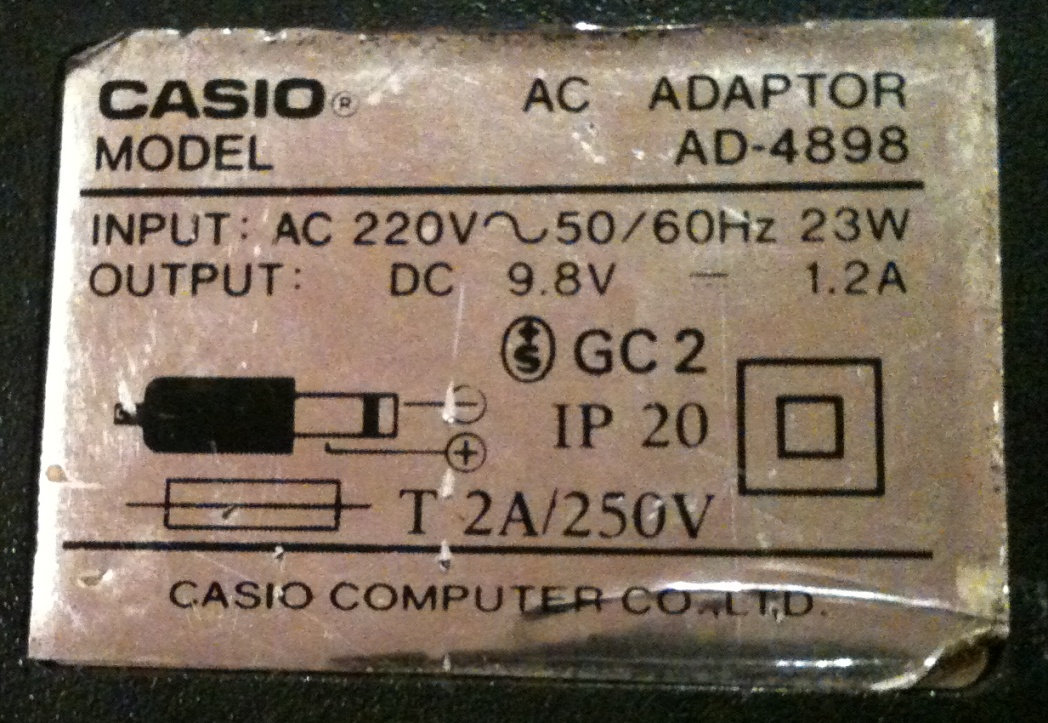 CASIO® AC ADAPTOR
MODEL AD-4898
INPUT: AC 220V～50/60Hz 23W
OUTPUT: DC 9.8V — 1.2A
+S GC 2
− IP 20
+
T 2A/250V
CASIO COMPUTER CO.,LTD.